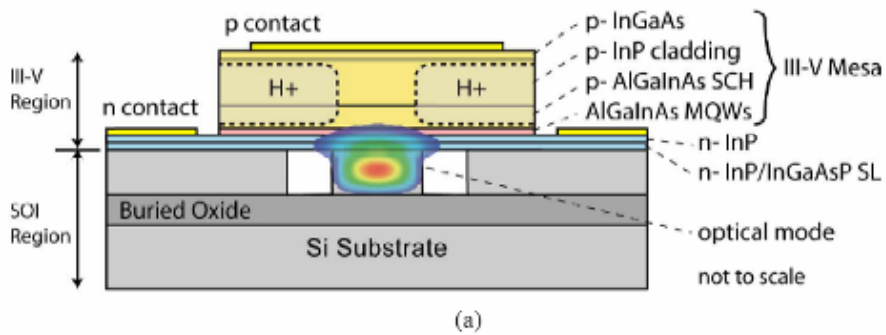 p contact
p- InGaAs
p- InP cladding
III-V Mesa
III-V
Region
H+
H+
p- AlGaInAs SCH
n contact
AlGaInAs MQWs
n- InP
n- InP/InGaAsP SL
SOI
Region
Buried Oxide
optical mode
Si Substrate
not to scale
(a)